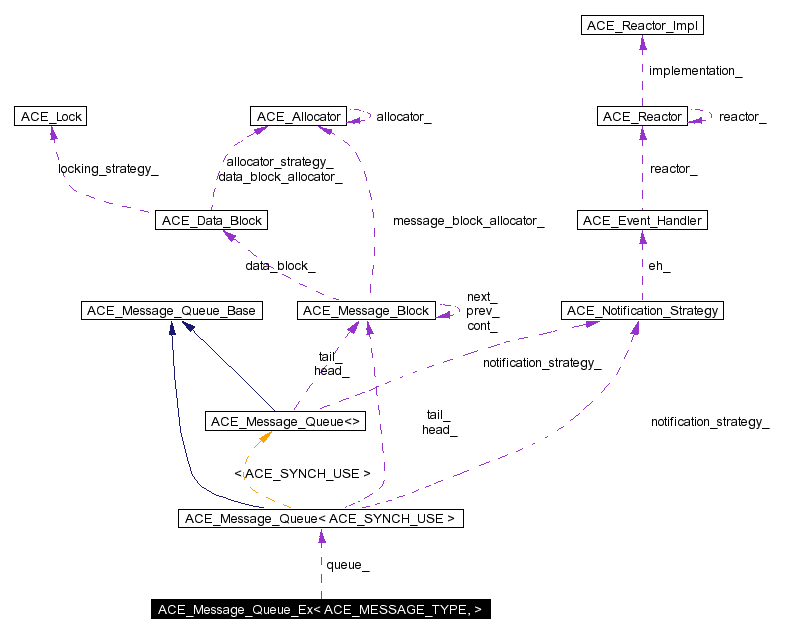 ACE_Reactor_Impl
implementation_
ACE_Lock
ACE_Allocator
allocator_
ACE_Reactor
reactor_
locking_strategy_
allocator_strategy_
data_block_allocator_
reactor_
ACE_Data_Block
message_block_allocator_
ACE_Event_Handler
data_block_
eh_
ACE_Message_Queue_Base
ACE_Message_Block
next_
prev_
cont_
ACE_Notification_Strategy
tail_
head_
notification_strategy_
ACE_Message_Queue<>
tail_
head_
notification_strategy_
< ACE_SYNCH_USE >
ACE_Message_Queue< ACE_SYNCH_USE >
queue_
ACE_Message_Queue_Ex< ACE_MESSAGE_TYPE, >